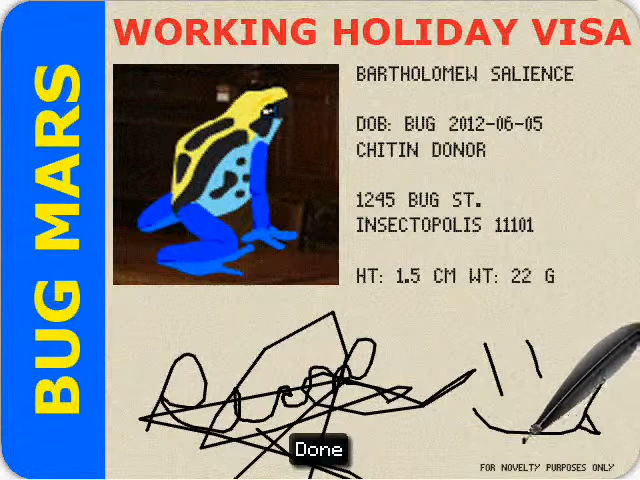 WORKING HOLIDAY VISA
BUG MARS
BARTHOLOMEW SALIENCE
DOB: BUG 2012-06-05
CHITIN DONOR
1245 BUG ST.
INSECTOPOLIS 11101
HT: 1.5 CM WT: 22 G
Done
FOR NOVELTY PURPOSES ONLY